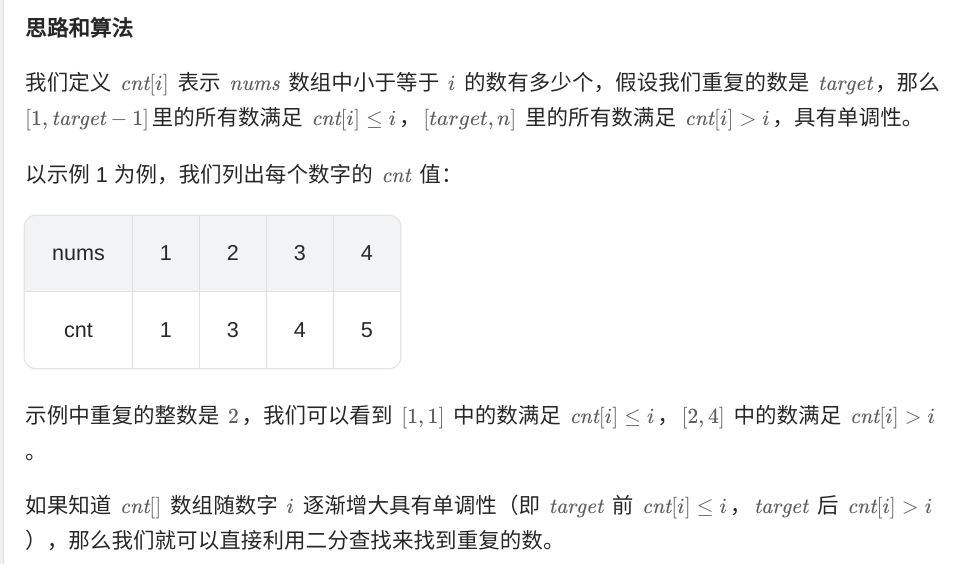 思路和算法
我们定义 cnt[i] 表示 nums 数组中小于等于 i 的数有多少个，假设我们重复的数是 target，那么
[1, target − 1] 里的所有数满足 cnt[i] ≤ i，[target, n] 里的所有数满足 cnt[i] > i，具有单调性。
以示例 1 为例，我们列出每个数字的 cnt 值：
nums 1 2 3 4
cnt 1 3 4 5
示例中重复的整数是 2，我们可以看到 [1, 1] 中的数满足 cnt[i] ≤ i，[2, 4] 中的数满足 cnt[i] > i
。
如果知道 cnt[] 数组随数字 i 逐渐增大具有单调性（即 target 前 cnt[i] ≤ i，target 后 cnt[i] > i
），那么我们就可以直接利用二分查找来找到重复的数。